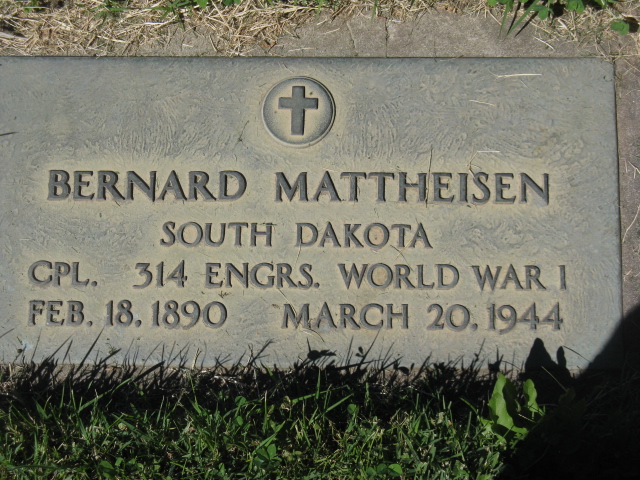 BERNARD MATTHEISEN
SOUTH DAKOTA
CPL. 314 ENGRS. WORLD WAR I
FEB. 18, 1890 MARCH 20, 1944